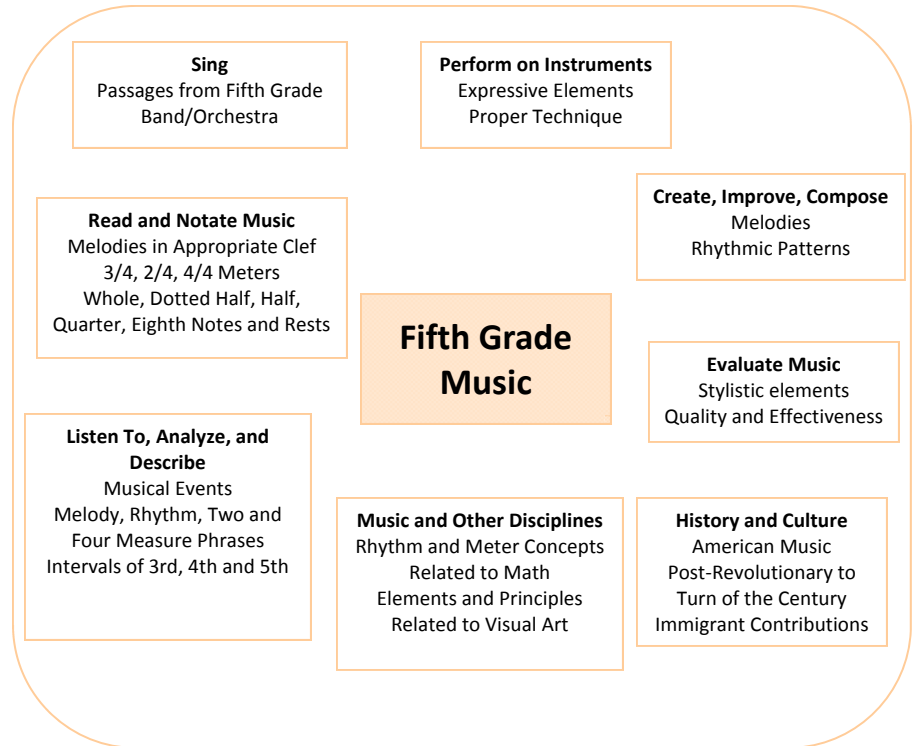 Sing
Passages from Fifth Grade
Band/Orchestra
Perform on Instruments
Expressive Elements
Proper Technique
Create, Improve, Compose
Melodies
Rhythmic Patterns
Read and Notate Music
Melodies in Appropriate Clef
3/4, 2/4, 4/4 Meters
Whole, Dotted Half, Half,
Quarter, Eighth Notes and Rests
Fifth Grade
Music
Evaluate Music
Stylistic elements
Quality and Effectiveness
Listen To, Analyze, and
Describe
Musical Events
Melody, Rhythm, Two and
Four Measure Phrases
Intervals of 3rd, 4th and 5th
Music and Other Disciplines
Rhythm and Meter Concepts
Related to Math
Elements and Principles
Related to Visual Art
History and Culture
American Music
Post-Revolutionary to
Turn of the Century
Immigrant Contributions